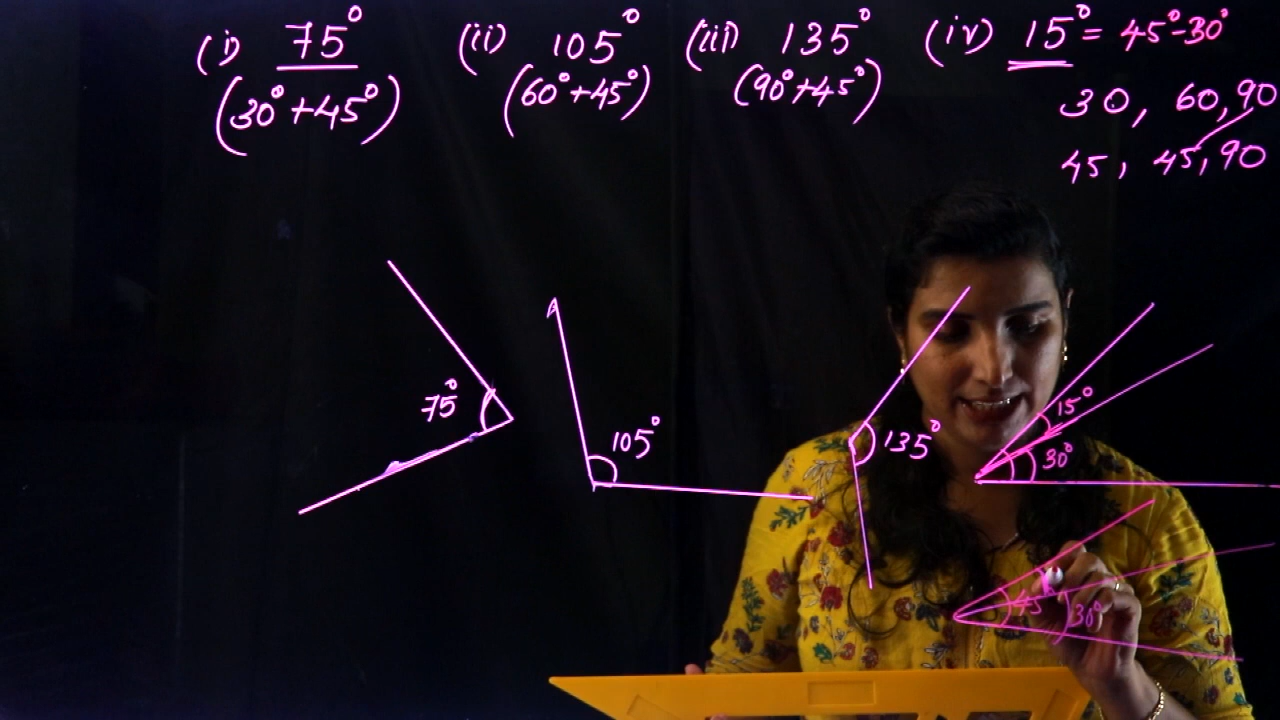 (i) 75° (ii) 105° (iii) 135° (iv) 15° = 45°-30°
(30°+45°) (60°+45°) (90°+45°)
30, 60, 90
45, 45, 90
75°
105°
135°
15°
30°
45
30°